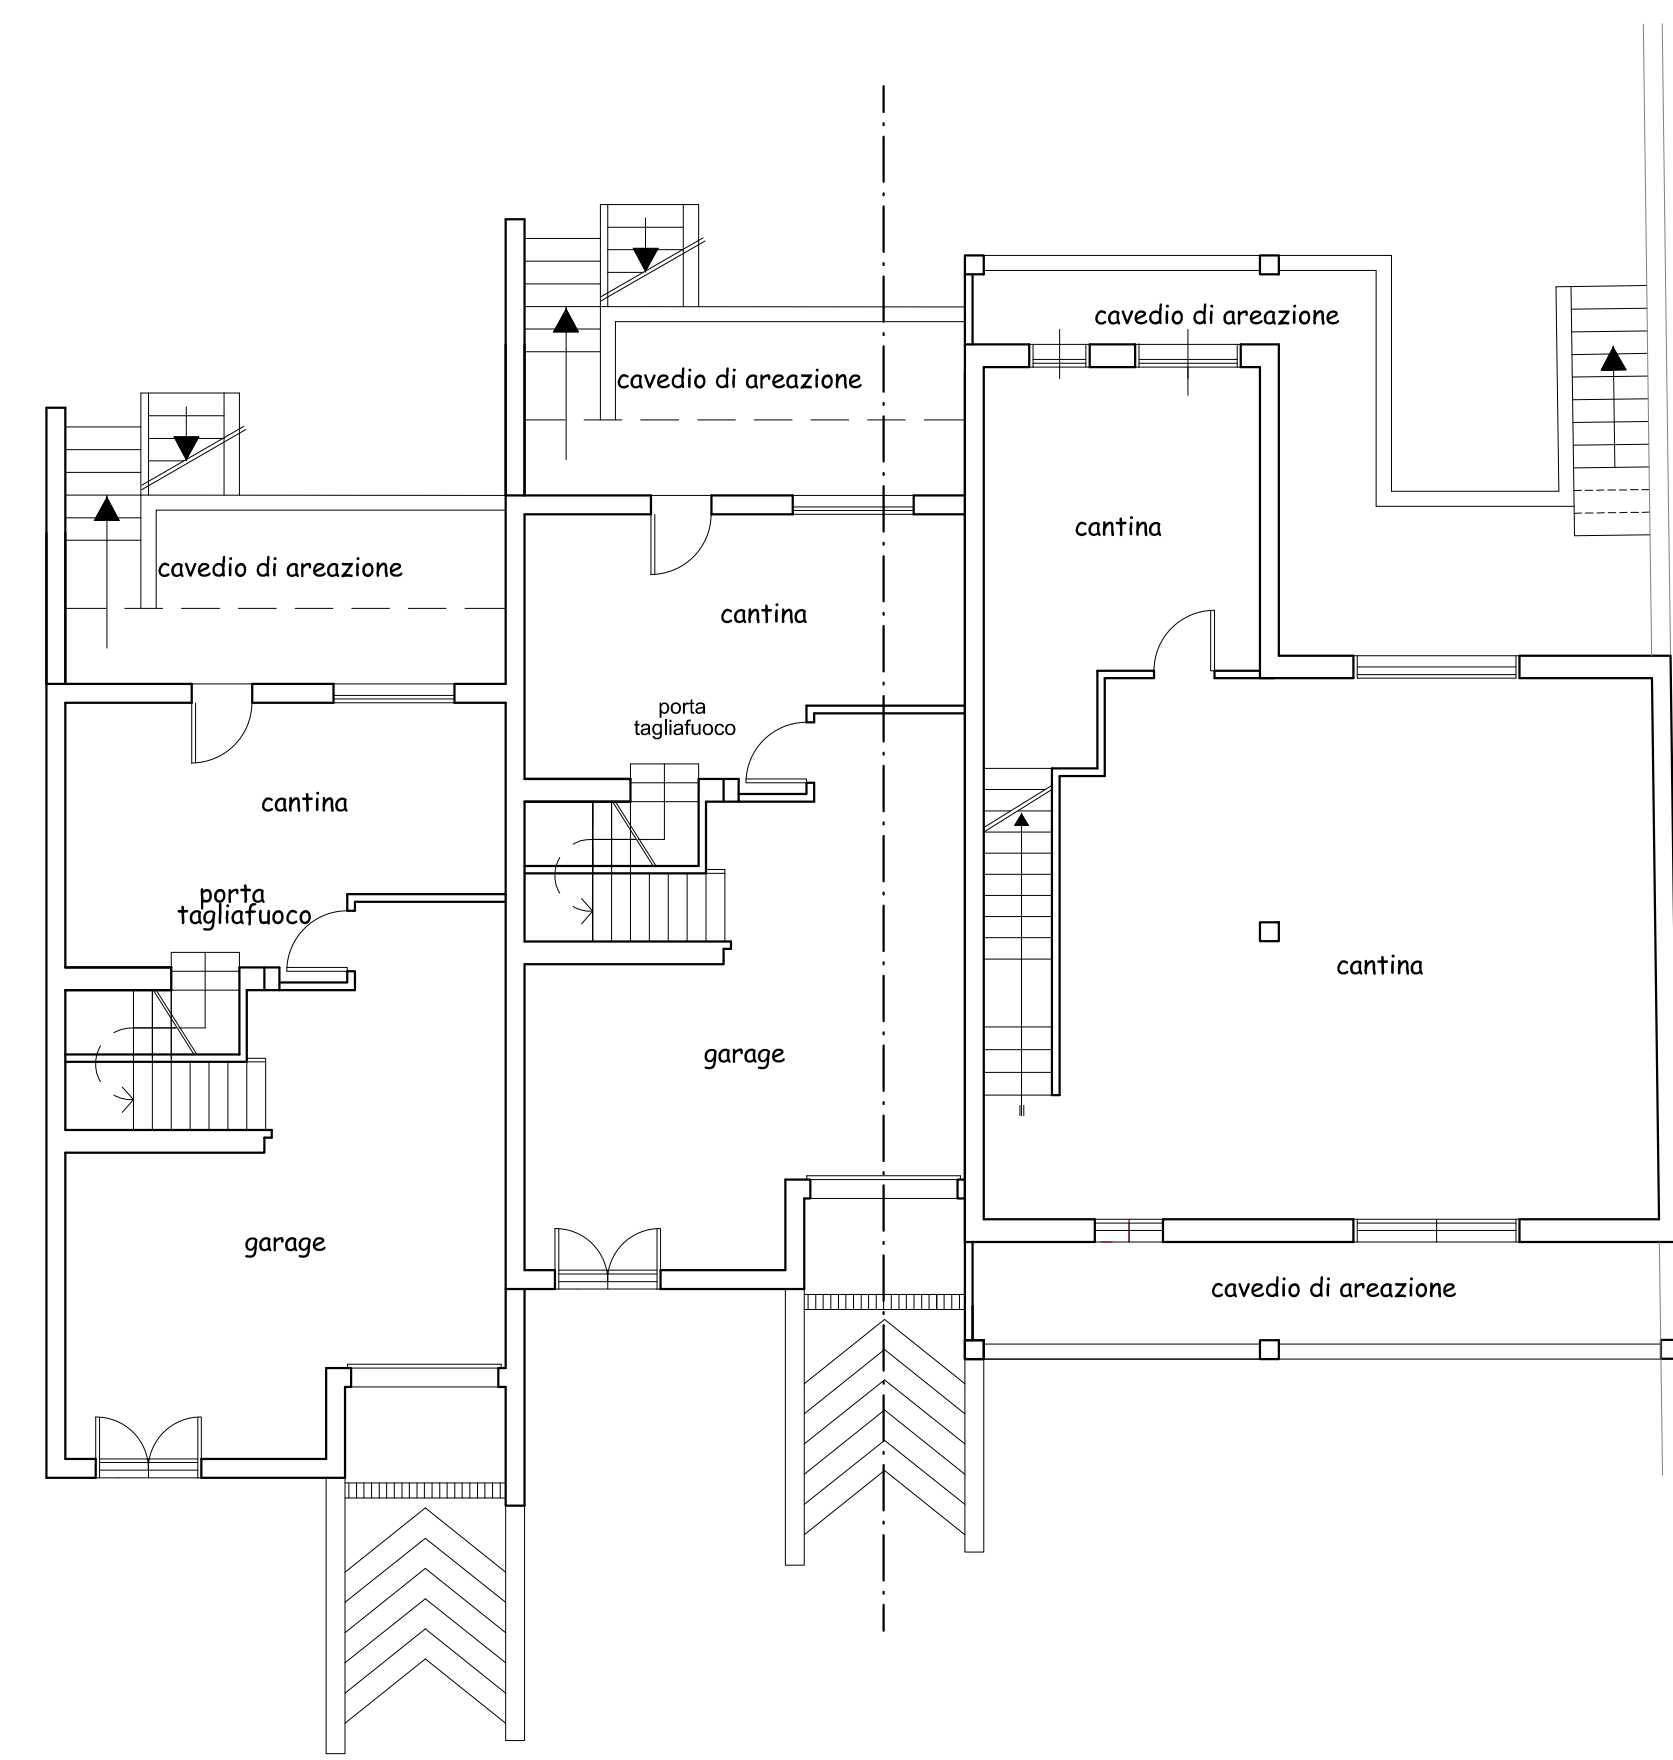 cavedio di areazione
cavedio di areazione
cantina
cavedio di areazione
cantina
porta
tagliafuoco
cantina
porta
tagliafuoco
cantina
garage
garage
cavedio di areazione